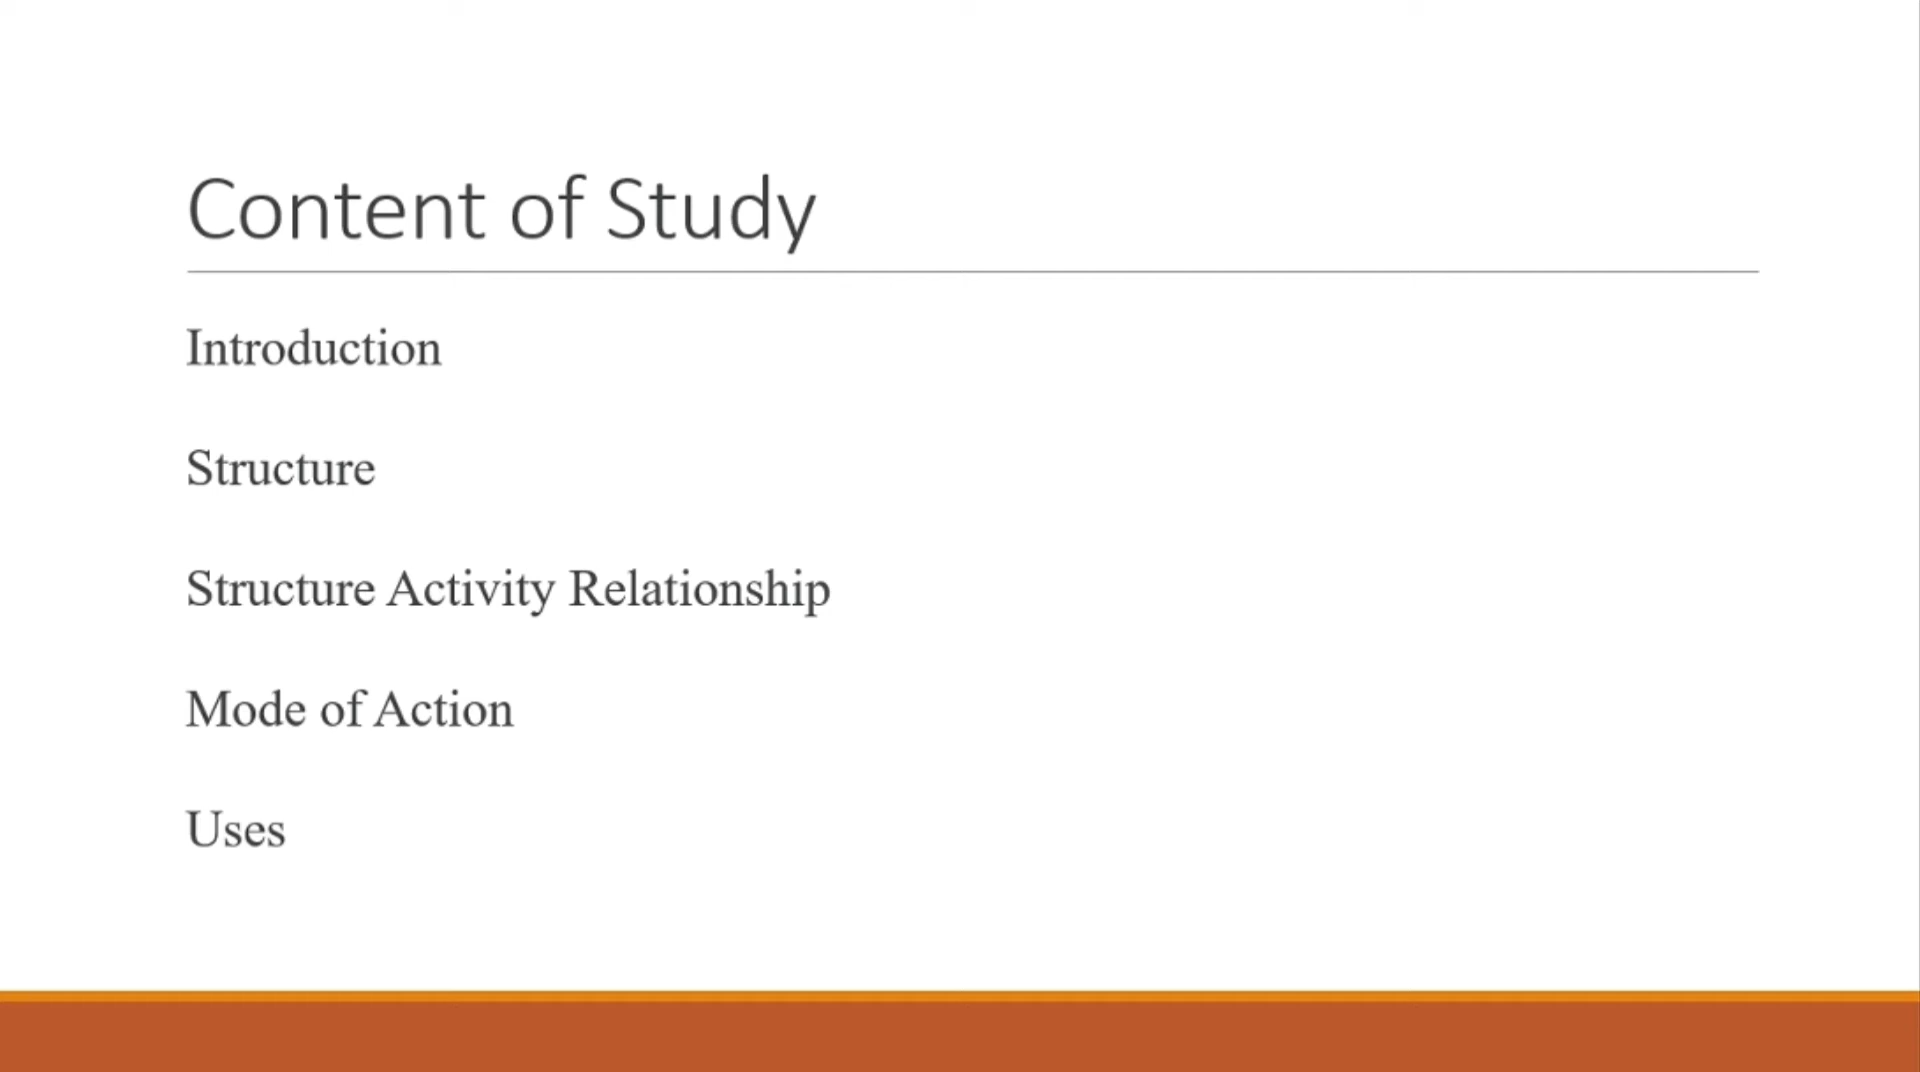 Content of Study
Introduction
Structure
Structure Activity Relationship
Mode of Action
Uses